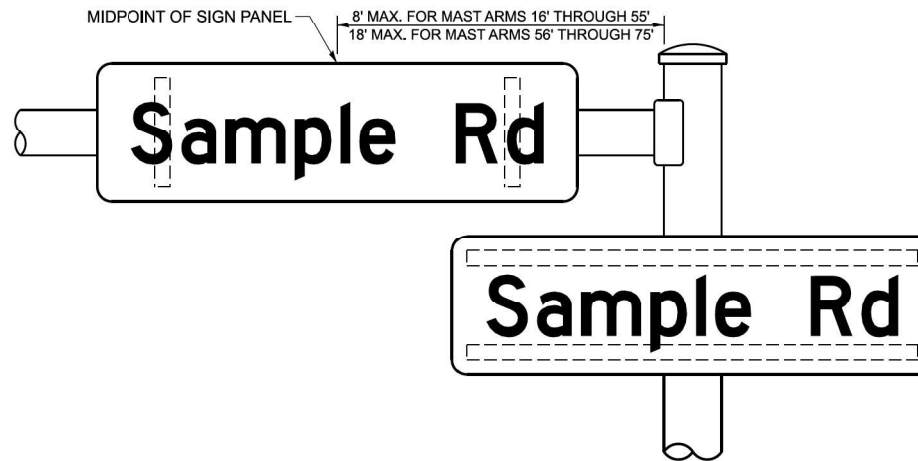 MIDPOINT OF SIGN PANEL
8' MAX. FOR MAST ARMS 16' THROUGH 55'
18' MAX. FOR MAST ARMS 56' THROUGH 75'
Sample Rd
Sample Rd